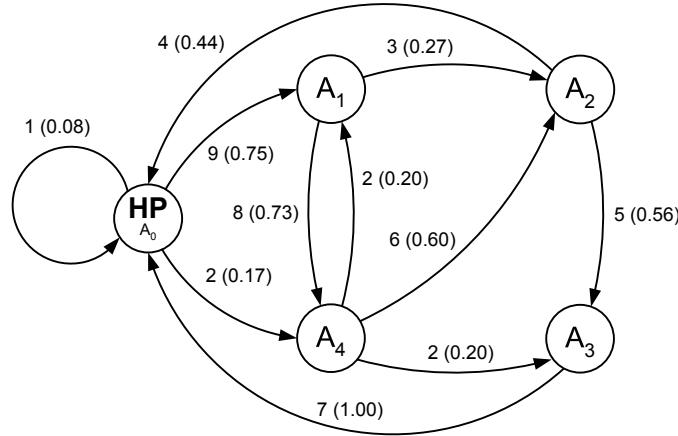 4 (0.44)
3 (0.27)
A1
A2
1 (0.08)
9 (0.75)
2 (0.20)
HP
A0
8 (0.73)
6 (0.60)
5 (0.56)
2 (0.17)
A4
A3
2 (0.20)
7 (1.00)